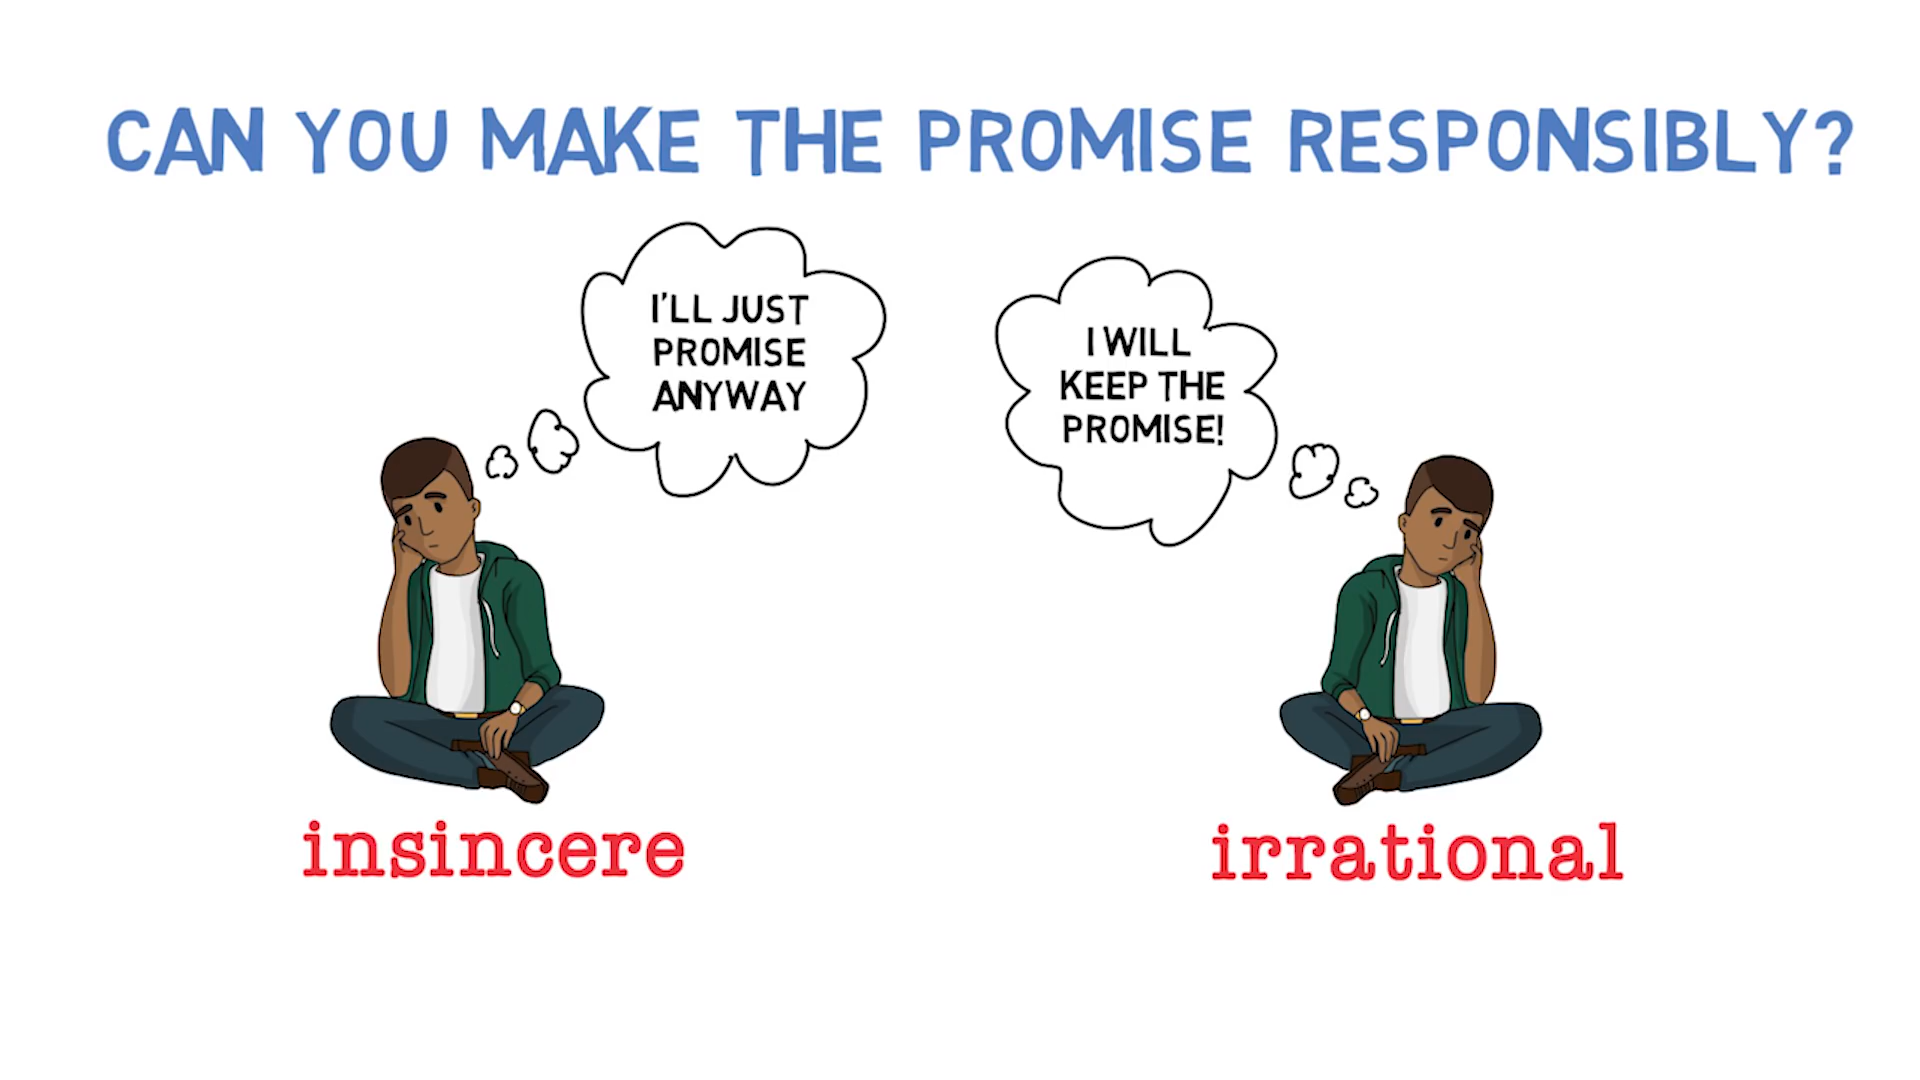 CAN YOU MAKE THE PROMISE RESPONSIBLY?
I'LL JUST
PROMISE
ANYWAY
I WILL
KEEP THE
PROMISE!
insincere
irrational